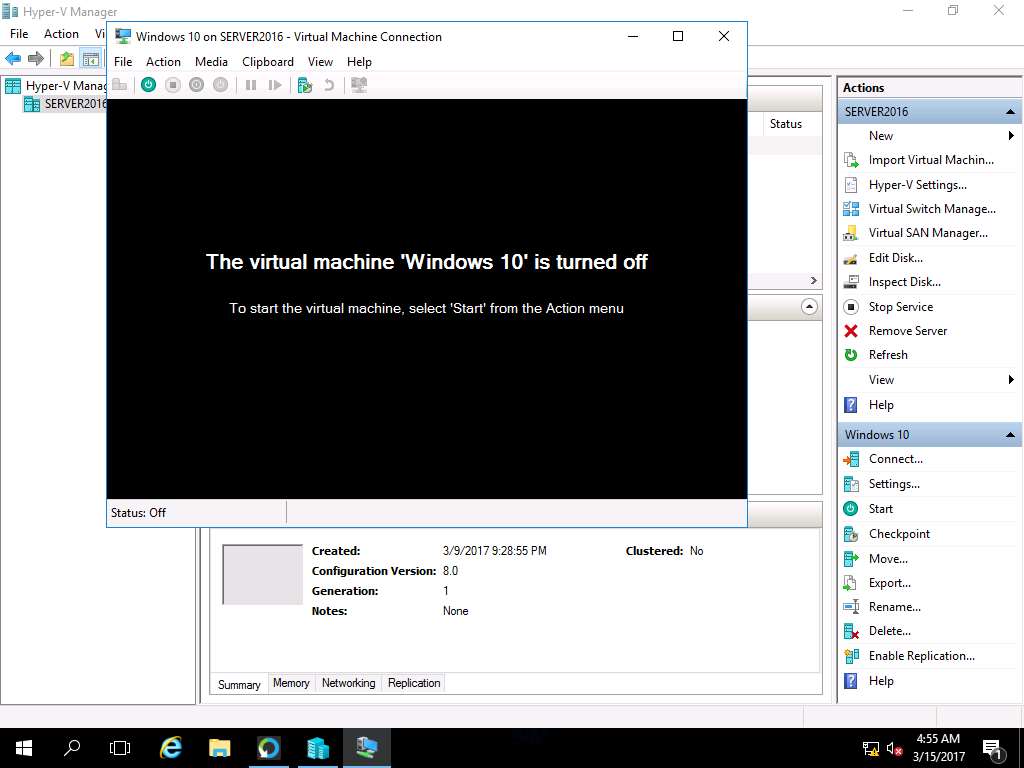 Hyper-V Manager
File Action Vi
Windows 10 on SERVER2016 - Virtual Machine Connection
File Action Media Clipboard View Help
Hyper-V Manag
SERVER2016
The virtual machine 'Windows 10' is turned off
To start the virtual machine, select 'Start' from the Action menu
Status: Off
Status
Created: 3/9/2017 9:28:55 PM Clustered: No
Configuration Version: 8.0
Generation: 1
Notes: None
Summary Memory Networking Replication
Actions
SERVER2016
New
Import Virtual Machin...
Hyper-V Settings...
Virtual Switch Manage...
Virtual SAN Manager...
Edit Disk...
Inspect Disk...
Stop Service
Remove Server
Refresh
View
Help
Windows 10
Connect...
Settings...
Start
Checkpoint
Move...
Export...
Rename...
Delete...
Enable Replication...
Help
4:55 AM
3/15/2017
1